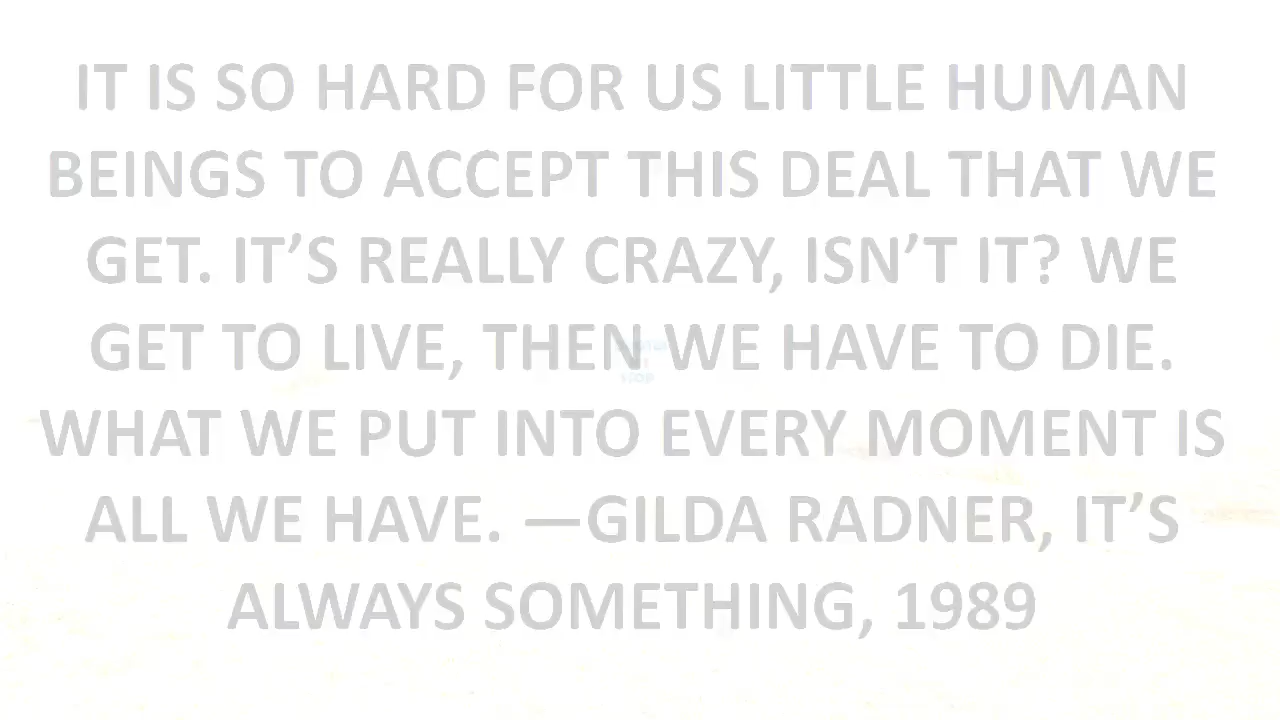 IT IS SO HARD FOR US LITTLE HUMAN
BEINGS TO ACCEPT THIS DEAL THAT WE
GET. IT’S REALLY CRAZY, ISN’T IT? WE
GET TO LIVE, THEN WE HAVE TO DIE.
WHAT WE PUT INTO EVERY MOMENT IS
ALL WE HAVE. —GILDA RADNER, IT’S
ALWAYS SOMETHING, 1989